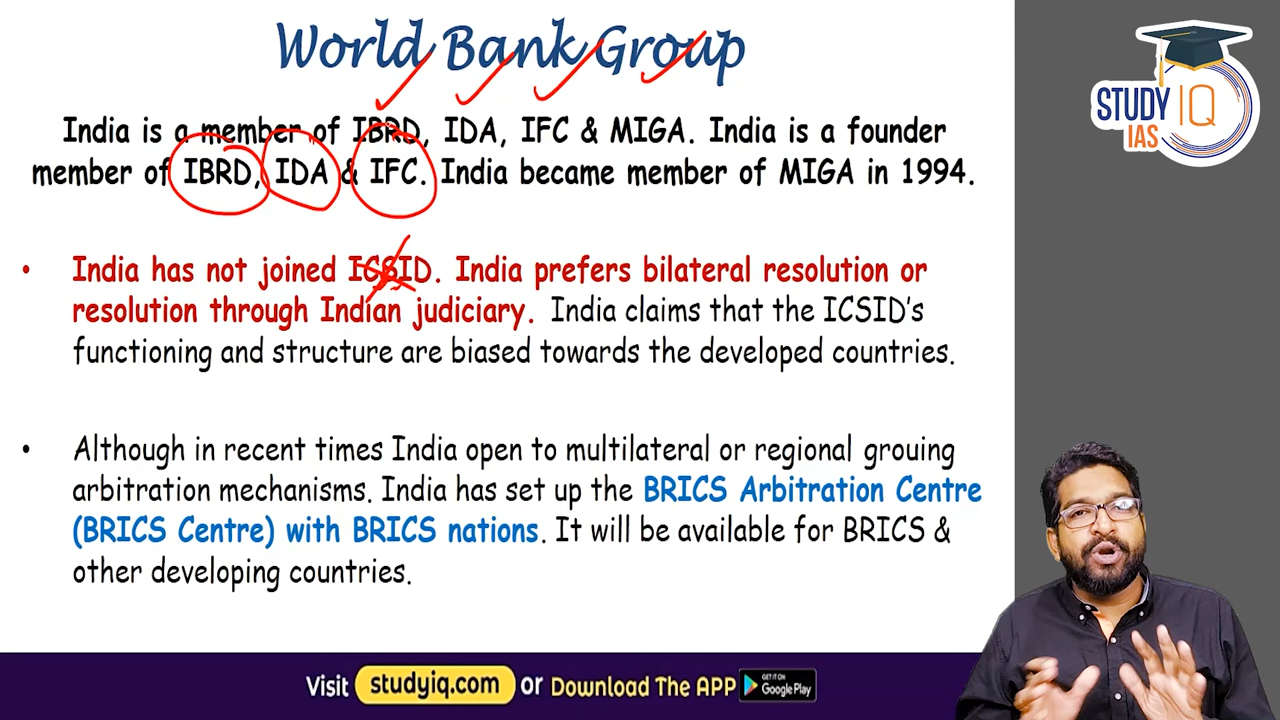 World Bank Group
STUDY IQ
IAS
India is a member of IBRD, IDA, IFC & MIGA. India is a founder
member of IBRD, IDA & IFC. India became member of MIGA in 1994.
• India has not joined ICSID. India prefers bilateral resolution or
resolution through Indian judiciary. India claims that the ICSID's
functioning and structure are biased towards the developed countries.
• Although in recent times India open to multilateral or regional grouing
arbitration mechanisms. India has set up the BRICS Arbitration Centre
(BRICS Centre) with BRICS nations. It will be available for BRICS &
other developing countries.
Visit studyiq.com or Download The APP GET IT ON Google Play